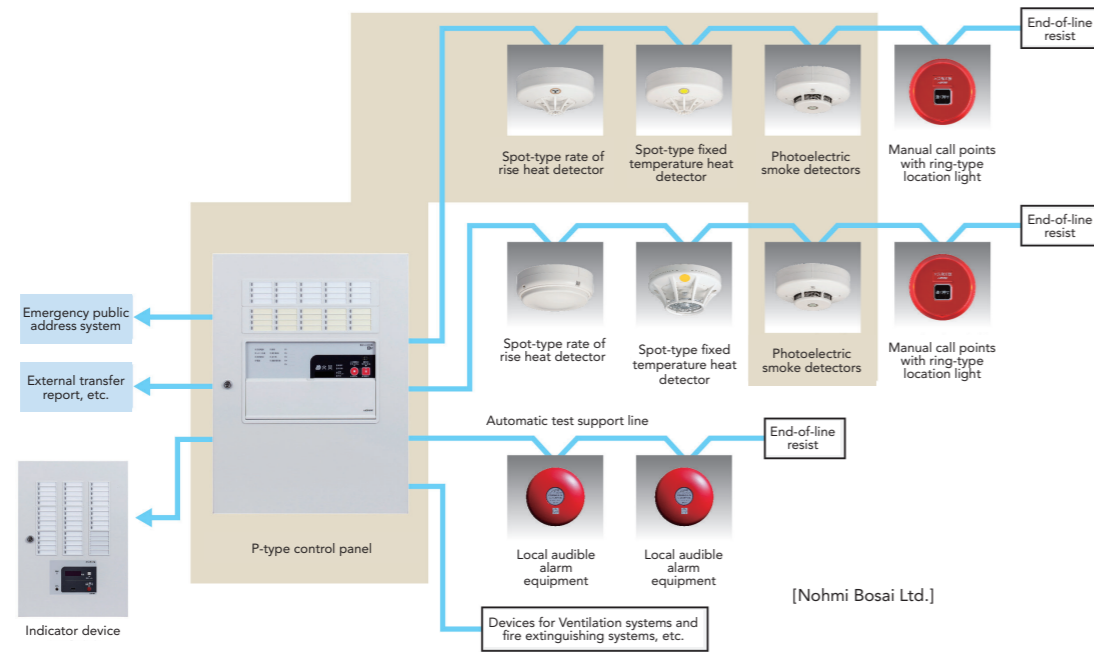 End-of-line
resist
Spot-type rate of
rise heat detector
Spot-type fixed
temperature heat
detector
Photoelectric
smoke detectors
Manual call points
with ring-type
location light
End-of-line
resist
Emergency public
address system
External transfer
report, etc.
Spot-type rate of
rise heat detector
Spot-type fixed
temperature heat
detector
Photoelectric
smoke detectors
Manual call points
with ring-type
location light
Automatic test support line
End-of-line
resist
P-type control panel
Local audible
alarm
equipment
Local audible
alarm
equipment
[Nohmi Bosai Ltd.]
Indicator device
Devices for Ventilation systems and
fire extinguishing systems, etc.